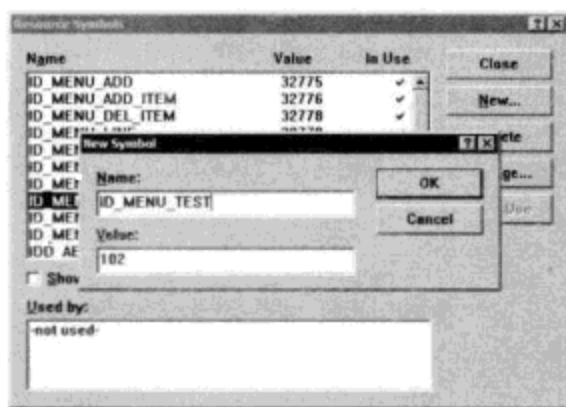 Resource Symbols
Name Value In Use
ID_MENU_ADD 32775
ID_MENU_ADD_ITEM 32776
ID_MENU_DEL_ITEM 32778
Close
New...
New Symbol
Name:
ID_MENU_TEST
Value:
102
OK
Cancel
Used by:
-not used-